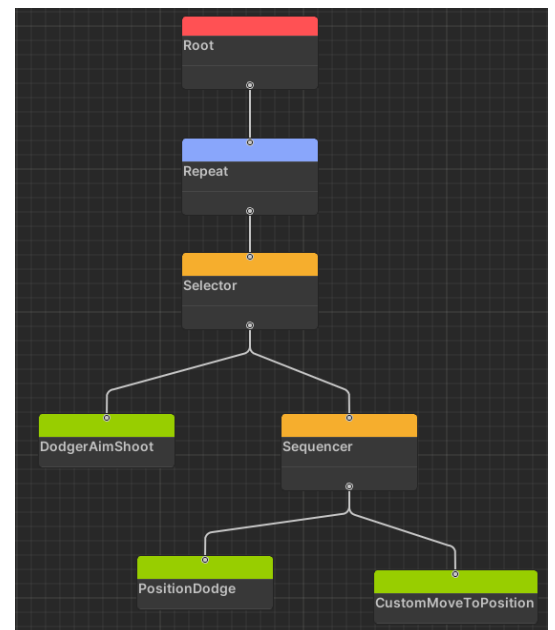 Root
Repeat
Selector
DodgerAimShoot
Sequencer
PositionDodge
CustomMoveToPosition